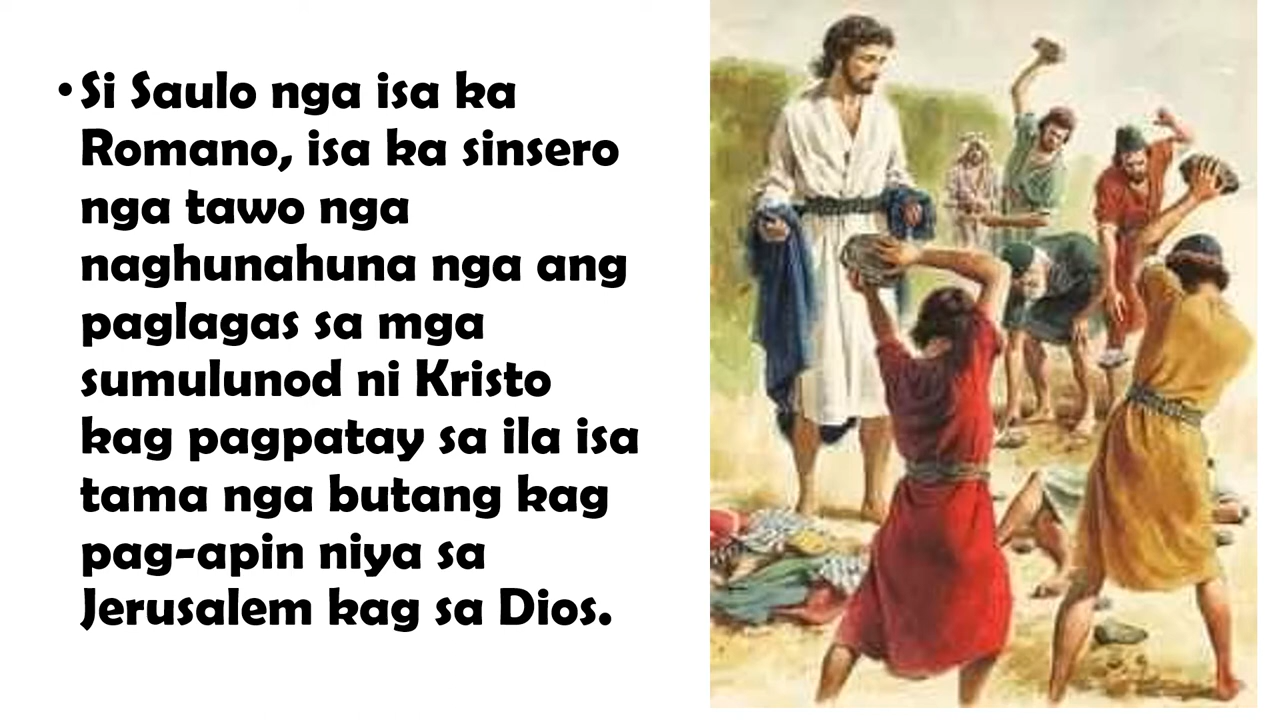 •Si Saulo nga isa ka
Romano, isa ka sinsero
nga tawo nga
naghunahuna nga ang
paglagas sa mga
sumulunod ni Kristo
kag pagpatay sa ila isa
tama nga butang kag
pag-apin niya sa
Jerusalem kag sa Dios.